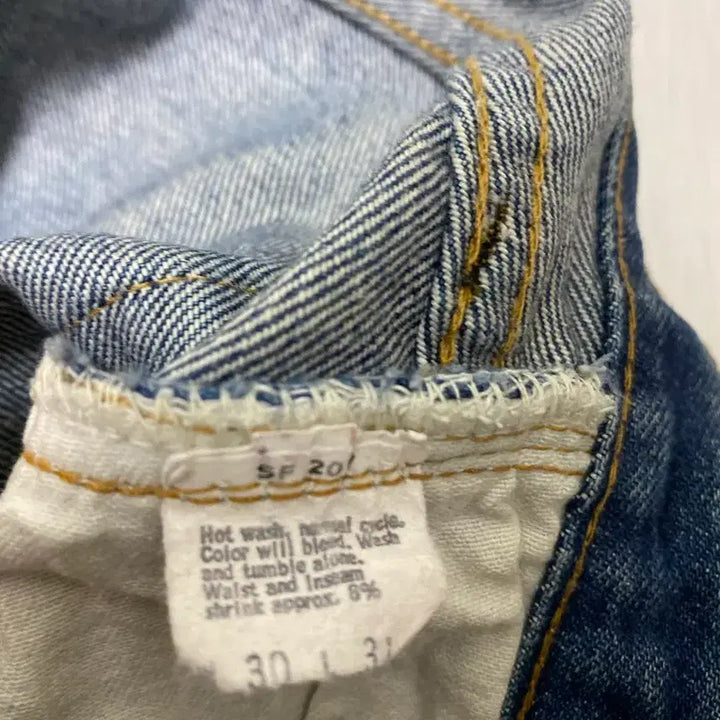 SF 207
Hot wash, normal cycle.
Color will bleed. Wash
and tumble alone.
Waist and Inseam
shrink approx. 8%
30 31